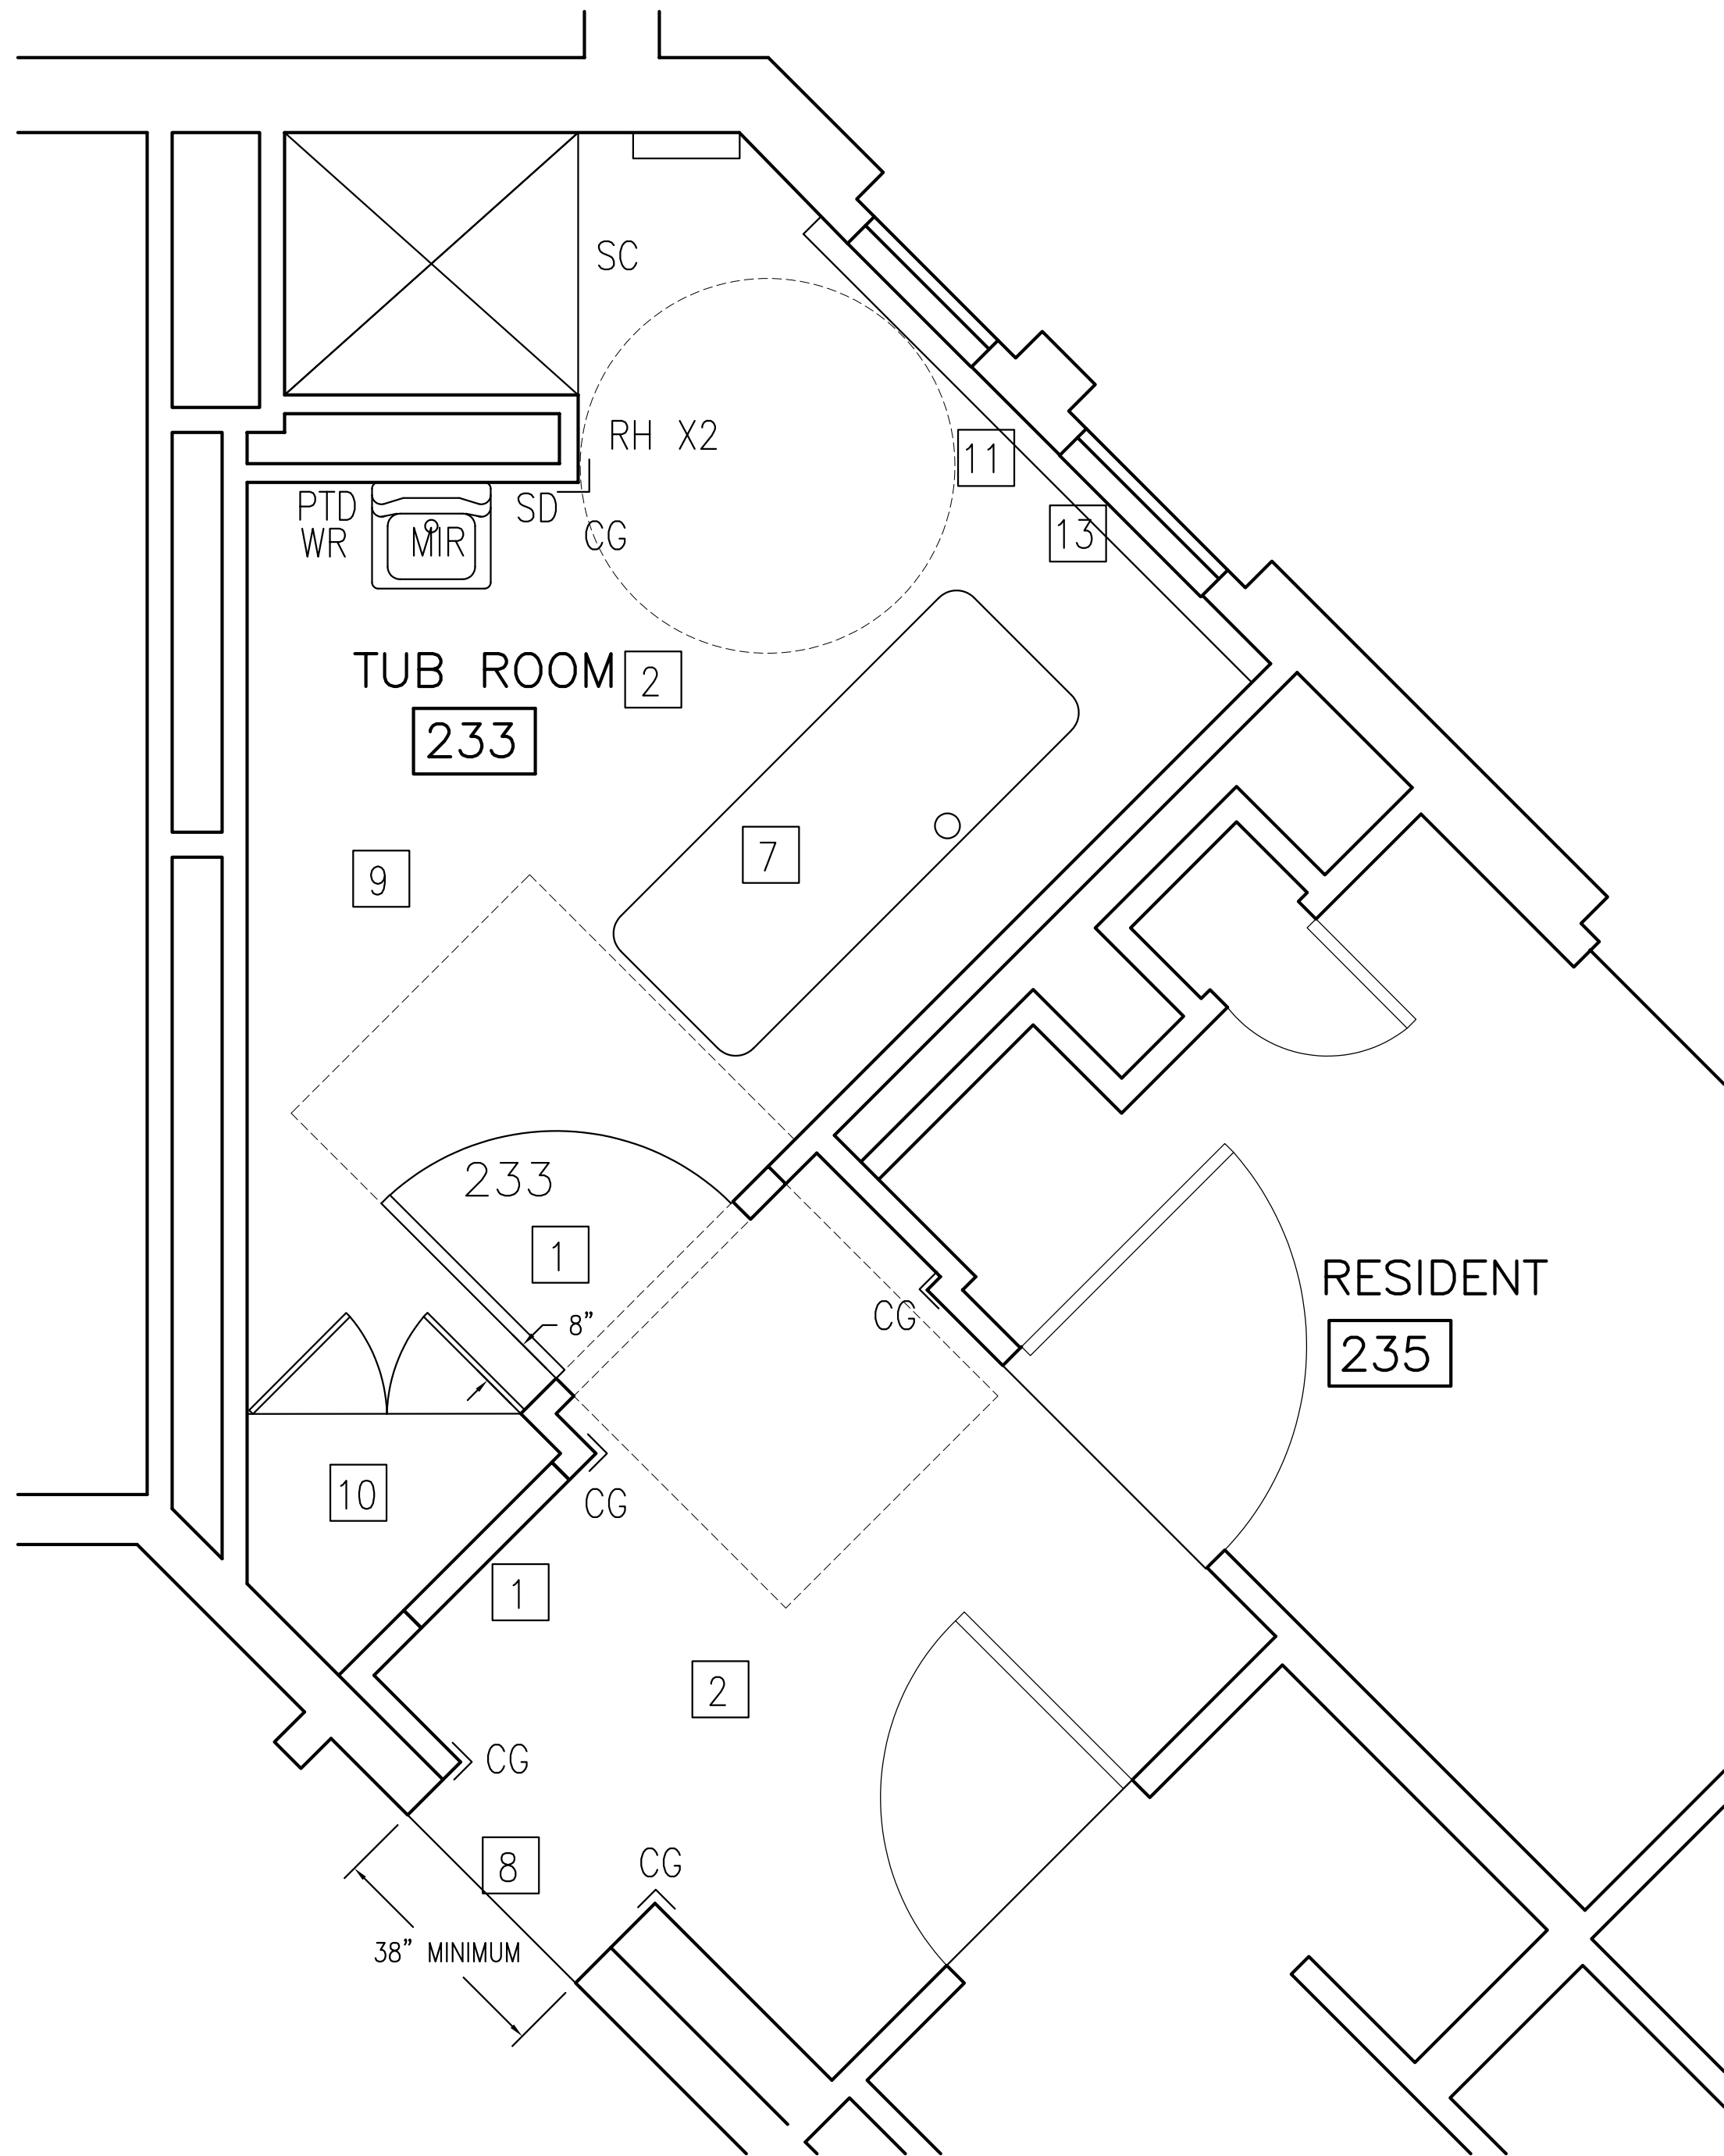 SC
RH X2
11
PTD
SD
13
CG
WR
MIR
TUB ROOM
2
233
7
9
233
1
RESIDENT
CG
8"
235
10
CG
1
2
CG
8
CG
38" MINIMUM